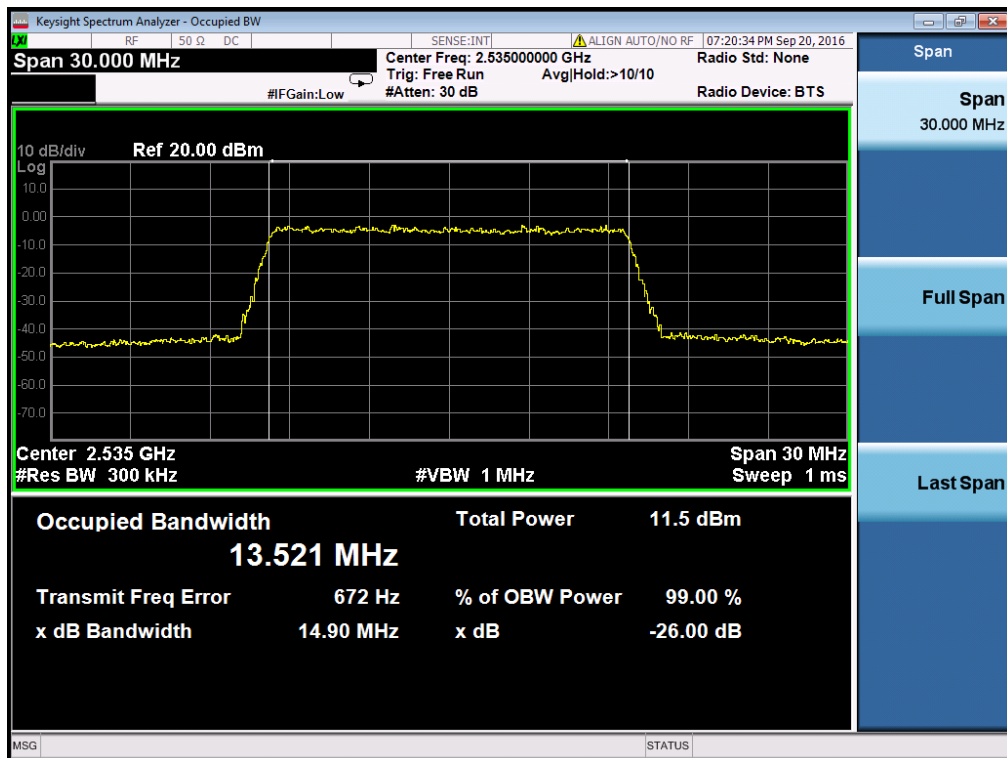 Keysight Spectrum Analyzer - Occupied BW
LXI
RF 50 Ω DC SENSE:INT ALIGN AUTO/NO RF 07:20:34 PM Sep 20, 2016
Span 30.000 MHz
Center Freq: 2.535000000 GHz
Radio Std: None
Trig: Free Run Avg|Hold:>10/10
#IFGain:Low #Atten: 30 dB
Radio Device: BTS
10 dB/div Ref 20.00 dBm
Log
10.0
0.00
-10.0
-20.0
-30.0
-40.0
-50.0
-60.0
-70.0
Center 2.535 GHz Span 30 MHz
#Res BW 300 kHz #VBW 1 MHz Sweep 1 ms
Occupied Bandwidth Total Power 11.5 dBm
13.521 MHz
Transmit Freq Error 672 Hz % of OBW Power 99.00 %
x dB Bandwidth 14.90 MHz x dB -26.00 dB
MSG STATUS
Span
Span
30.000 MHz
Full Span
Last Span